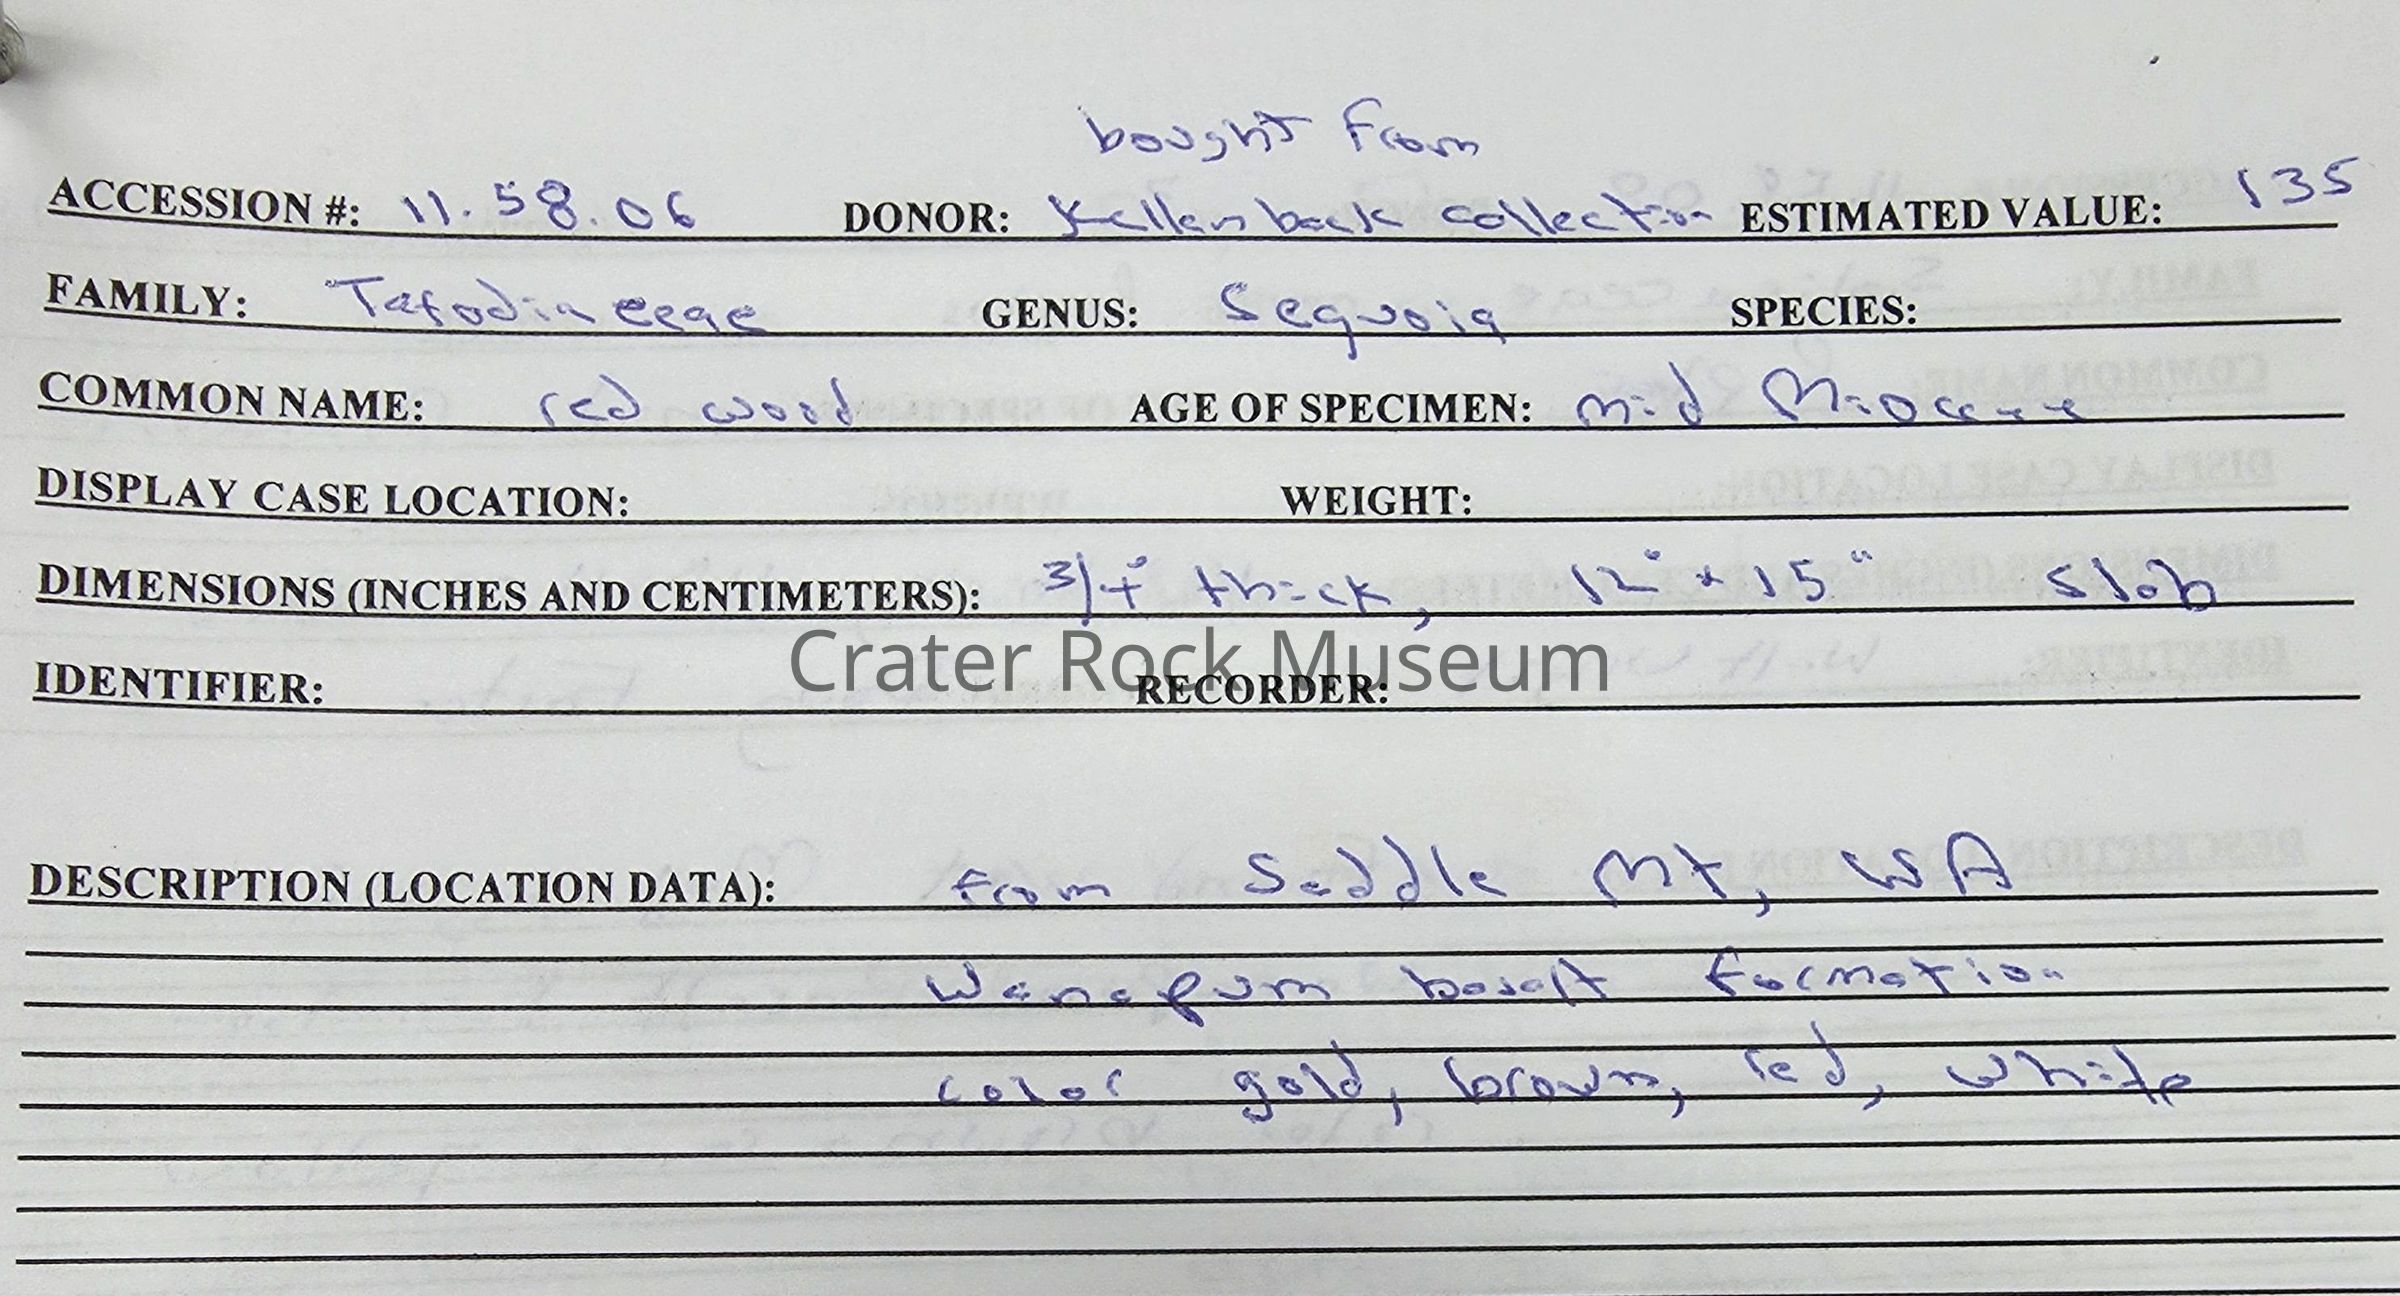 bought from
ACCESSION #: 11.58.06 DONOR: Kellenback collection ESTIMATED VALUE: 135
FAMILY: Tafodineeae GENUS: Sequoia SPECIES:
COMMON NAME: red wood AGE OF SPECIMEN: mid Miocene
DISPLAY CASE LOCATION: WEIGHT:
DIMENSIONS (INCHES AND CENTIMETERS): 3/4" thick, 12" x 15" slab
Crater Rock Museum
IDENTIFIER: RECORDER:
DESCRIPTION (LOCATION DATA): from Saddle Mt, WA
Wanapum basalt formation
color gold, brown, red, white